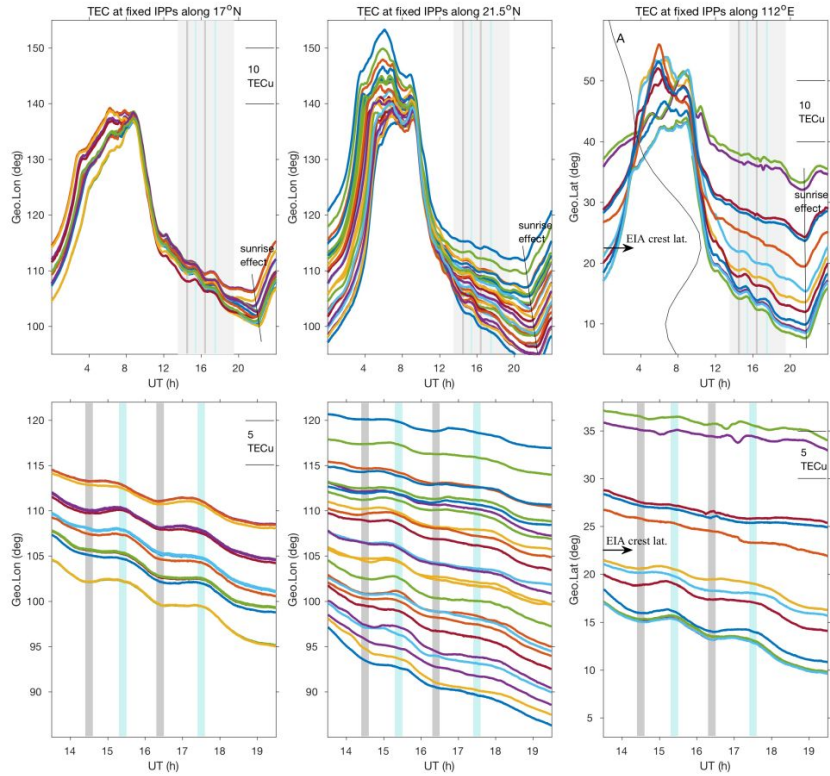 TEC at fixed IPPs along 17°N
TEC at fixed IPPs along 21.5°N
TEC at fixed IPPs along 112°E
150
140
130
120
110
100
Geo.Lon (deg)
10
TECu
sunrise
effect
4
8
12
16
20
UT (h)
150
140
130
120
110
100
Geo.Lon (deg)
sunrise
effect
4
8
12
16
20
UT (h)
50
40
30
20
10
Geo.Lat (deg)
A
10
TECu
sunrise
effect
EIA crest lat.
4
8
12
16
20
UT (h)
120
115
110
105
100
95
90
Geo.Lon (deg)
5
TECu
14
15
16
17
18
19
UT (h)
120
115
110
105
100
95
90
Geo.Lon (deg)
14
15
16
17
18
19
UT (h)
35
30
25
20
15
10
5
Geo.Lat (deg)
5
TECu
EIA crest lat.
14
15
16
17
18
19
UT (h)